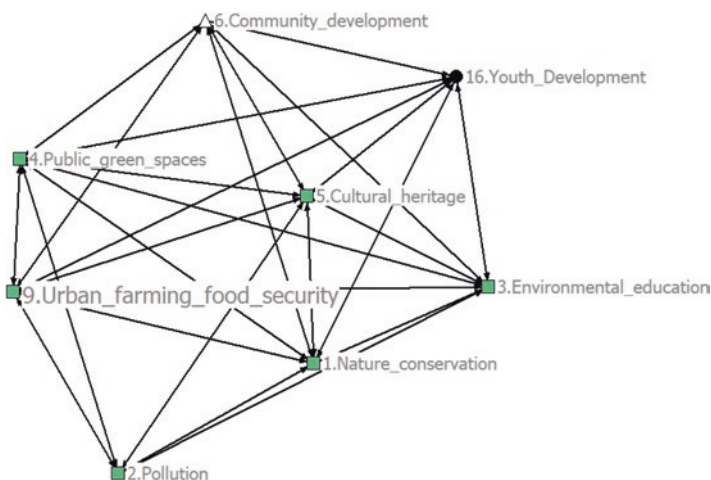 6.Community_development
16.Youth_Development
4.Public_green_spaces
5.Cultural_heritage
9.Urban_farming_food_security
3.Environmental_education
1.Nature_conservation
2.Pollution